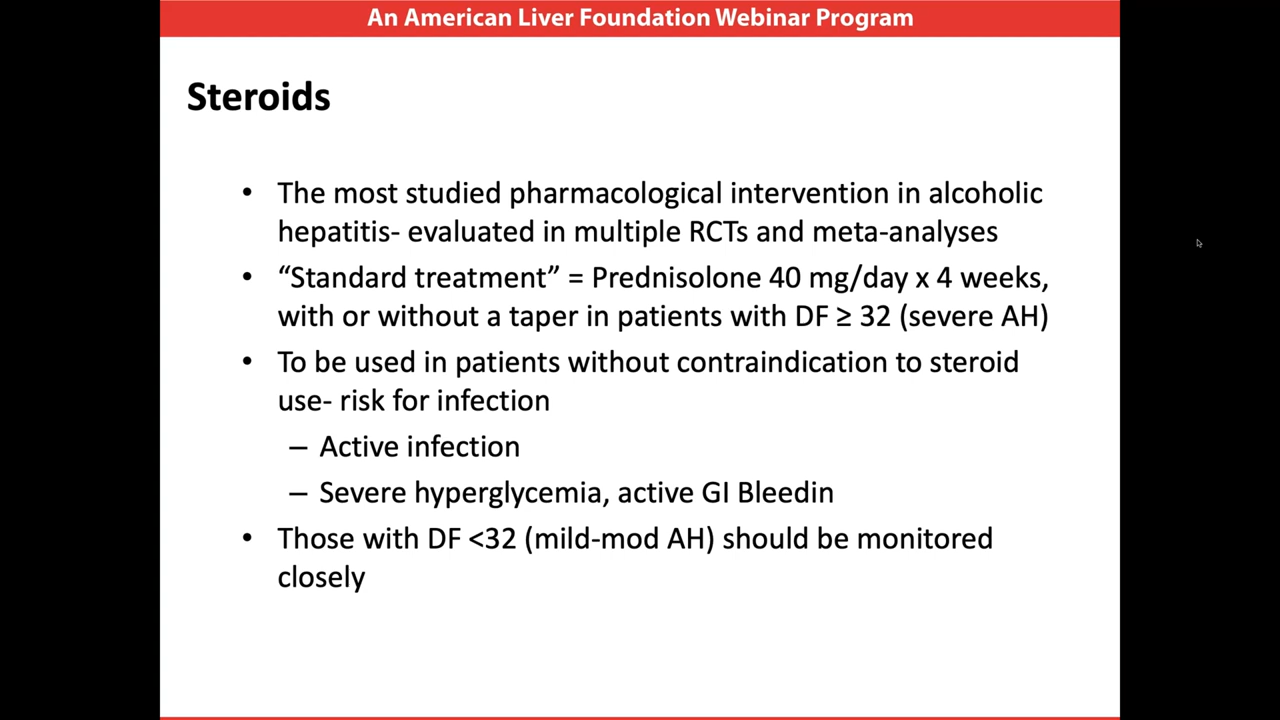 An American Liver Foundation Webinar Program
Steroids
• The most studied pharmacological intervention in alcoholic
hepatitis- evaluated in multiple RCTs and meta-analyses
• “Standard treatment” = Prednisolone 40 mg/day x 4 weeks,
with or without a taper in patients with DF ≥ 32 (severe AH)
• To be used in patients without contraindication to steroid
use- risk for infection
– Active infection
– Severe hyperglycemia, active GI Bleedin
• Those with DF <32 (mild-mod AH) should be monitored
closely